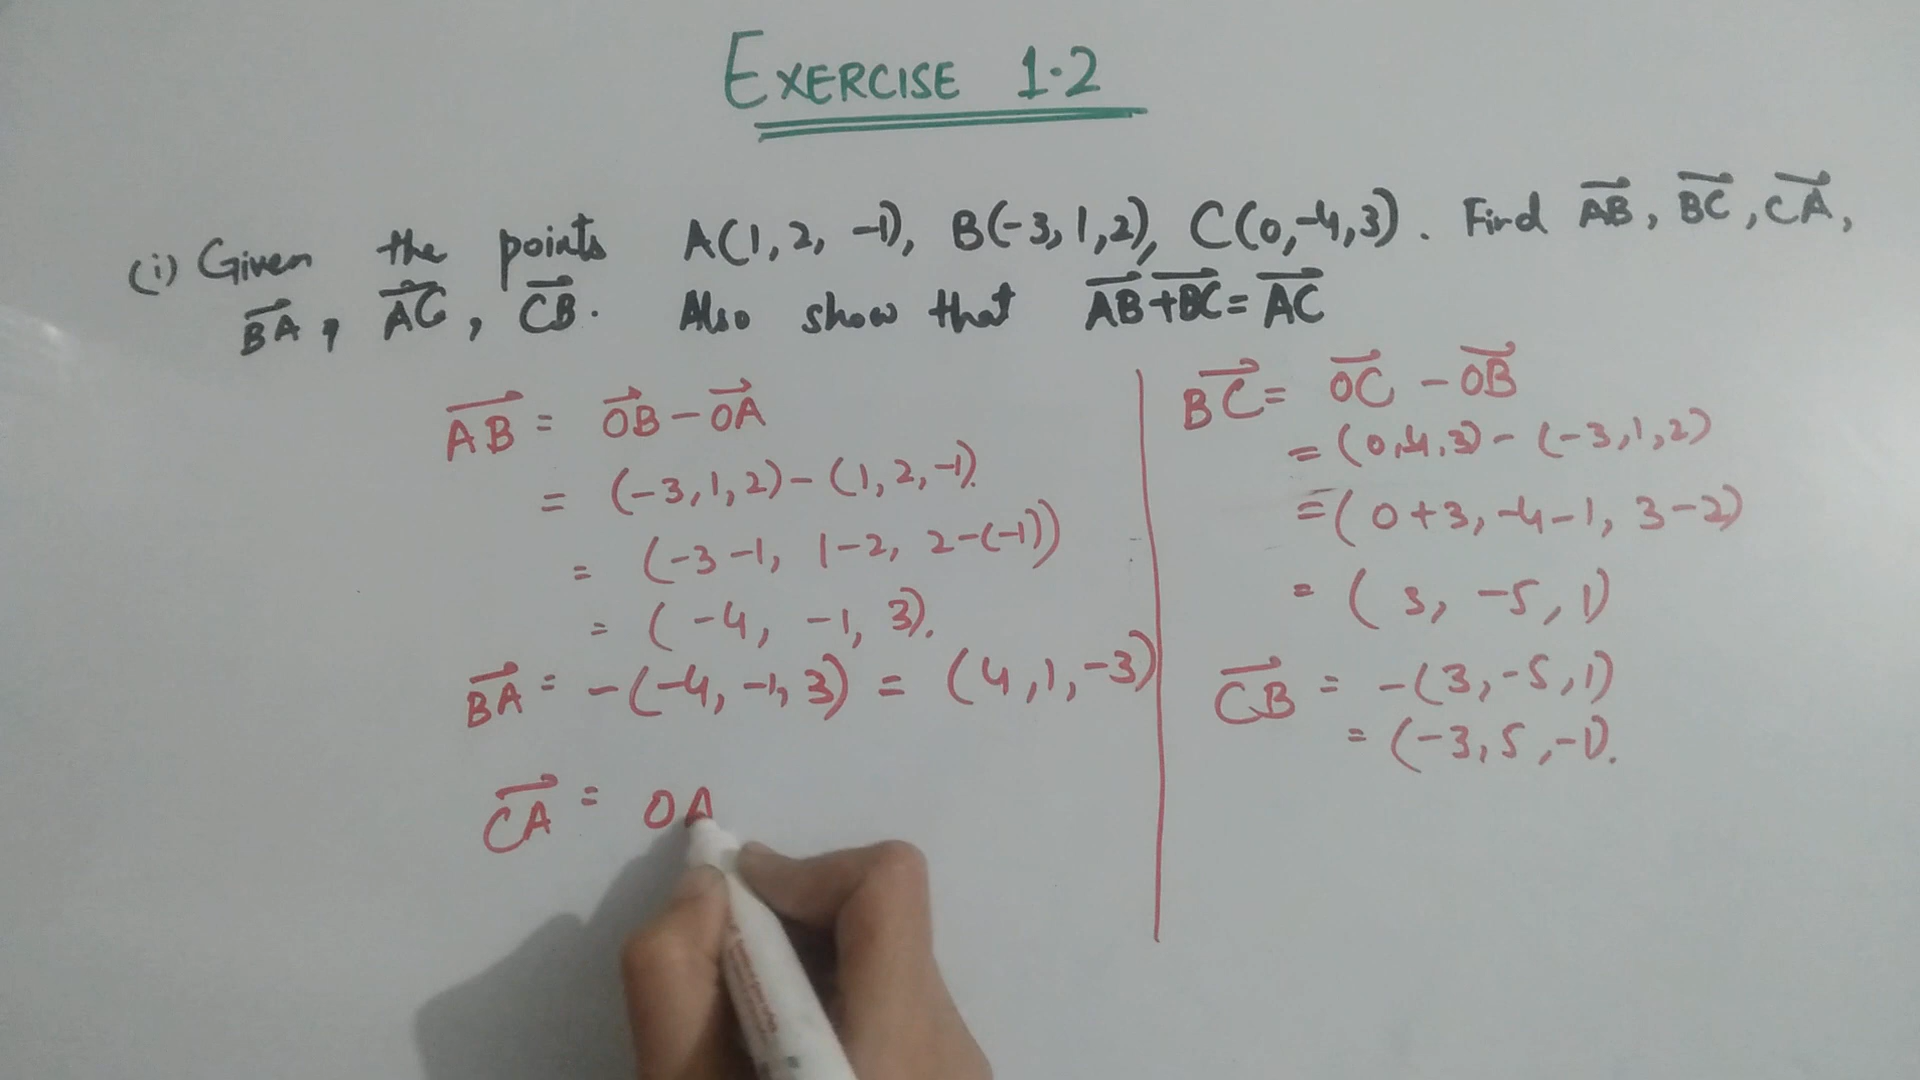 EXERCISE 1.2
(i) Given the points A(1, 2, -1), B(-3, 1, 2), C(0, -4, 3). Find AB⃗, BC⃗, CA⃗,
BA⃗, AC⃗, CB⃗. Also show that AB⃗+BC⃗=AC⃗
AB⃗ = OB⃗ - OA⃗
= (-3, 1, 2) - (1, 2, -1).
= (-3-1, 1-2, 2-(-1))
= (-4, -1, 3).
BA⃗ = -(-4, -1, 3) = (4, 1, -3)
CA⃗ = OA
BC⃗ = OC⃗ - OB⃗
= (0,-4,3) - (-3,1,2)
= (0+3, -4-1, 3-2)
= (3, -5, 1)
CB⃗ = -(3, -5, 1)
= (-3, 5, -1).